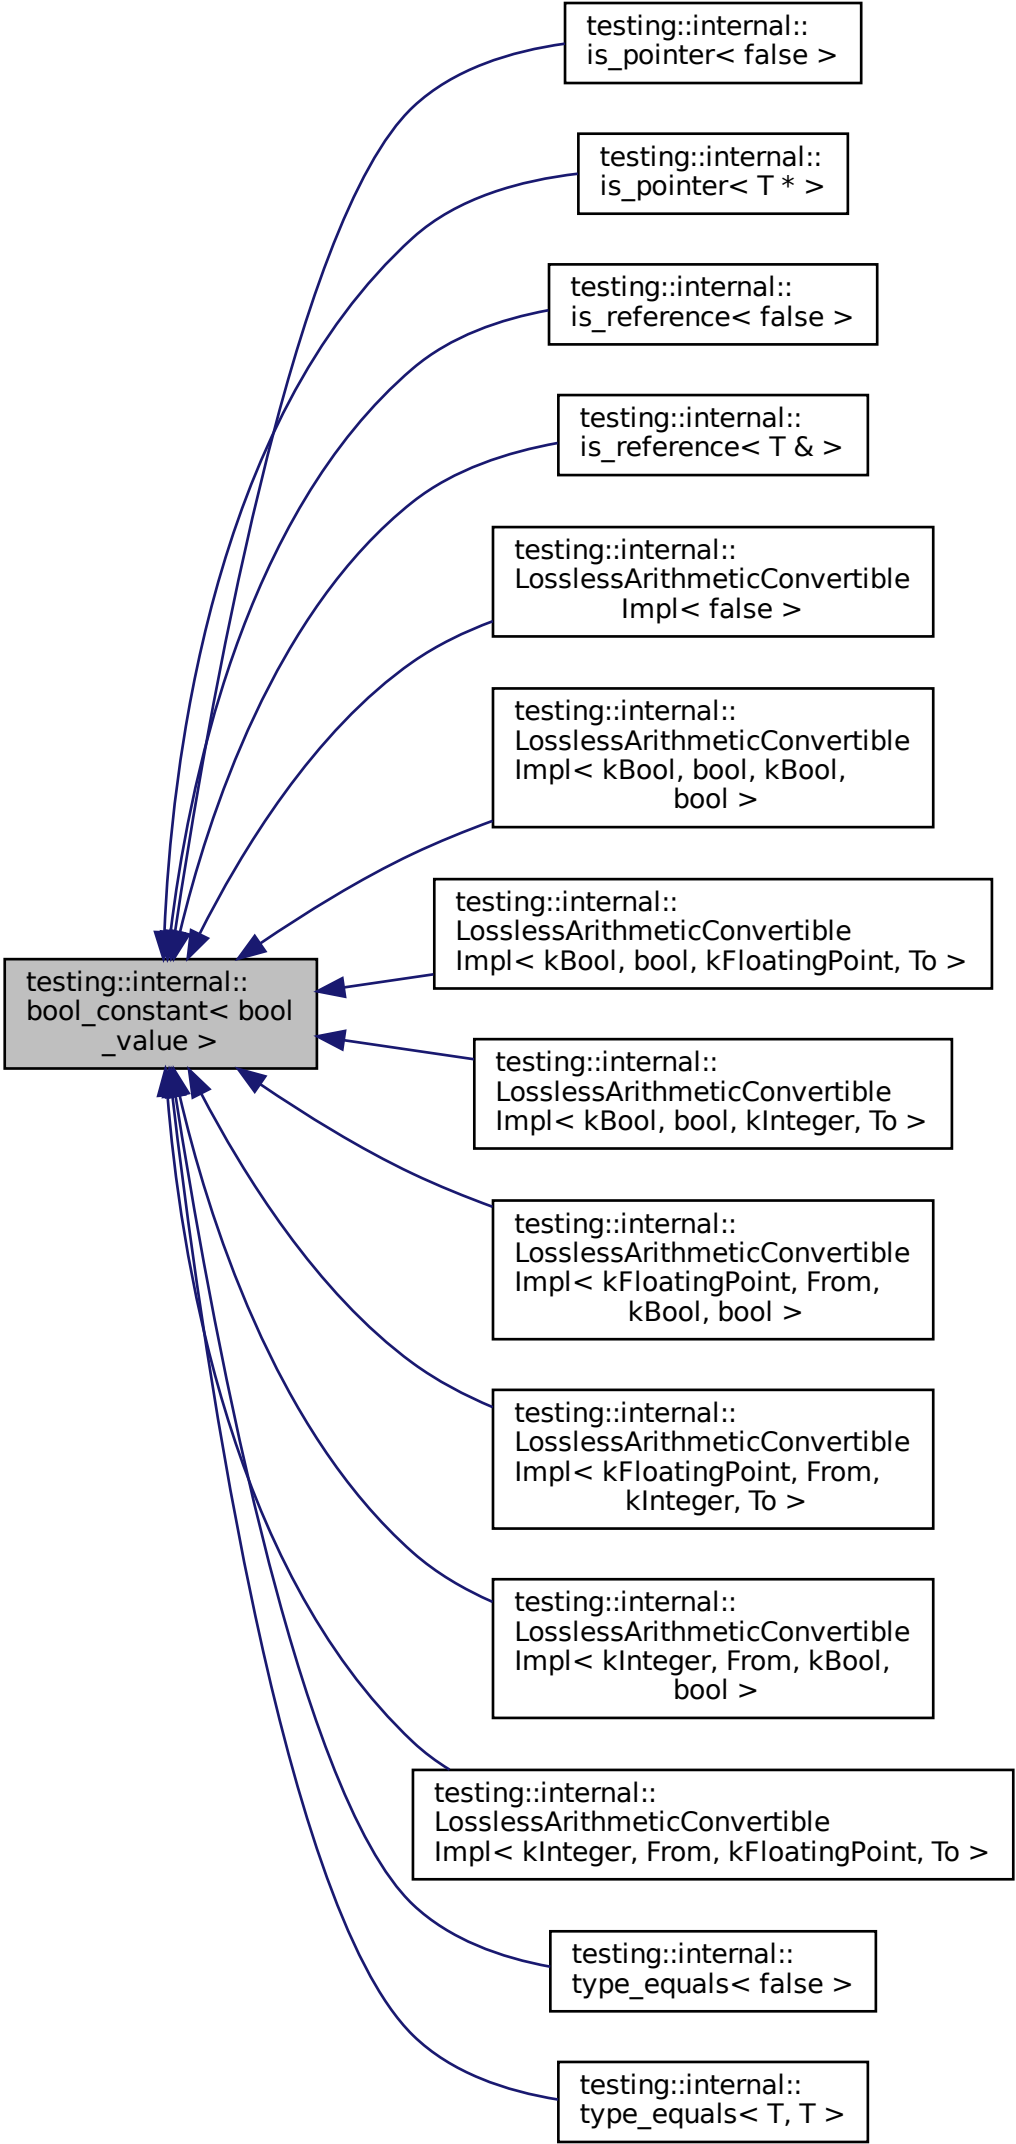 testing::internal::
is_pointer< false >
testing::internal::
is_pointer< T * >
testing::internal::
is_reference< false >
testing::internal::
is_reference< T & >
testing::internal::
LosslessArithmeticConvertible
Impl< false >
testing::internal::
LosslessArithmeticConvertible
Impl< kBool, bool, kBool,
bool >
testing::internal::
LosslessArithmeticConvertible
Impl< kBool, bool, kFloatingPoint, To >
testing::internal::
bool_constant< bool
_value >
testing::internal::
LosslessArithmeticConvertible
Impl< kBool, bool, kInteger, To >
testing::internal::
LosslessArithmeticConvertible
Impl< kFloatingPoint, From,
kBool, bool >
testing::internal::
LosslessArithmeticConvertible
Impl< kFloatingPoint, From,
kInteger, To >
testing::internal::
LosslessArithmeticConvertible
Impl< kInteger, From, kBool,
bool >
testing::internal::
LosslessArithmeticConvertible
Impl< kInteger, From, kFloatingPoint, To >
testing::internal::
type_equals< false >
testing::internal::
type_equals< T, T >